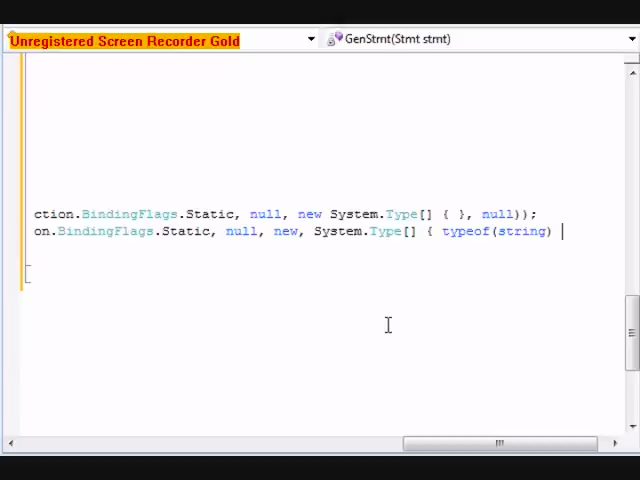 Unregistered Screen Recorder Gold
GenStmt(Stmt stmt)
ction.BindingFlags.Static, null, new System.Type[] { }, null));
on.BindingFlags.Static, null, new, System.Type[] { typeof(string)